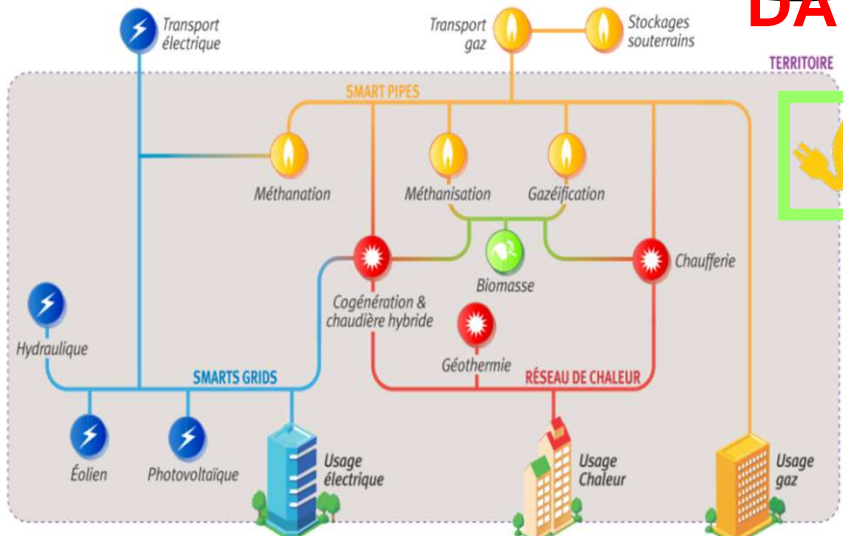 DA
Transport
électrique
Transport
gaz
Stockages
souterrains
TERRITOIRE
SMART PIPES
Méthanation
Méthanisation
Gazéification
Biomasse
Chaufferie
Cogénération &
chaudière hybride
Hydraulique
Géothermie
SMARTS GRIDS
RÉSEAU DE CHALEUR
Éolien
Photovoltaïque
Usage
électrique
Usage
Chaleur
Usage
gaz